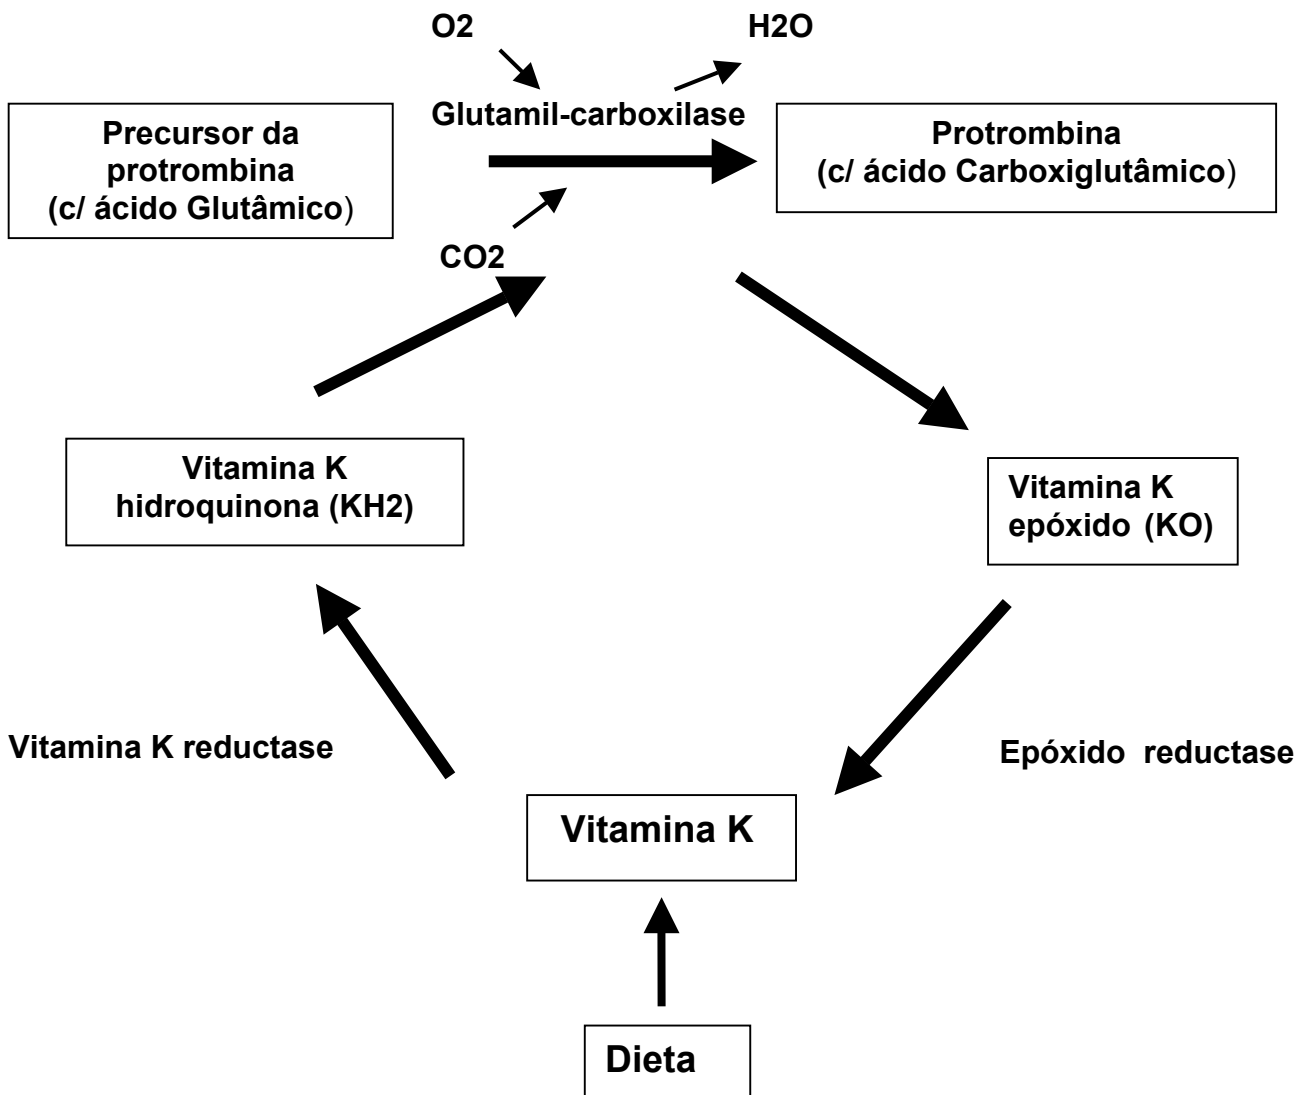 O2
H2O
Glutamil-carboxilase
Precursor da
protrombina
(c/ ácido Glutâmico)
Protrombina
(c/ ácido Carboxiglutâmico)
CO2
Vitamina K
hidroquinona (KH2)
Vitamina K
epóxido (KO)
Vitamina K reductase
Epóxido reductase
Vitamina K
Dieta